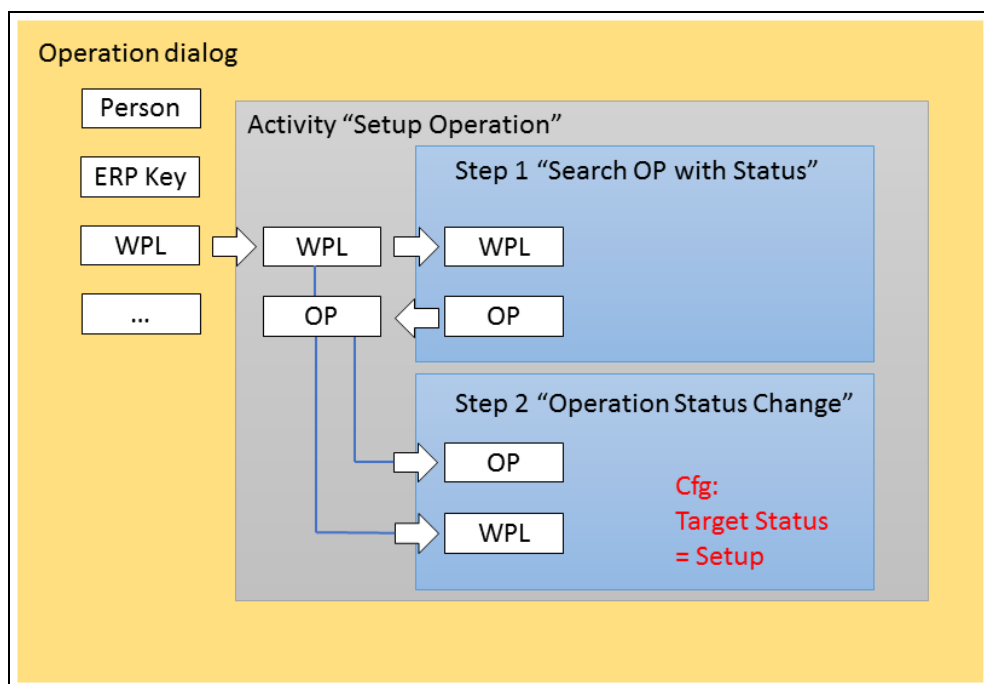 Operation dialog
Person
Activity “Setup Operation”
Step 1 “Search OP with Status”
ERP Key
WPL
WPL
WPL
...
OP
OP
Step 2 “Operation Status Change”
OP
Cfg:
Target Status
= Setup
WPL